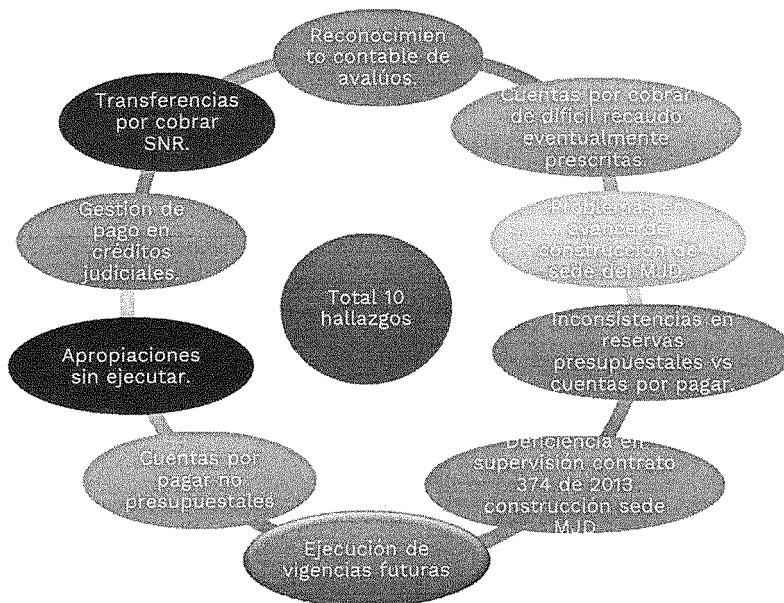 Reconocimien
to contable de
avalúos.
Cuentas por cobrar
de difícil recaudo
eventualmente
prescritas.
Problemas en
avance de
construcción de
sede del MJD.
Inconsistencias en
reservas
presupuestales vs
cuentas por pagar.
Deficiencia en
supervisión contrato
374 de 2013
construcción sede
MJD
Ejecución de
vigencias futuras
Cuentas por
pagar no
presupuestales
Apropiaciones
sin ejecutar.
Gestión de
pago en
créditos
judiciales.
Transferencias
por cobrar
SNR.
Total 10
hallazgos